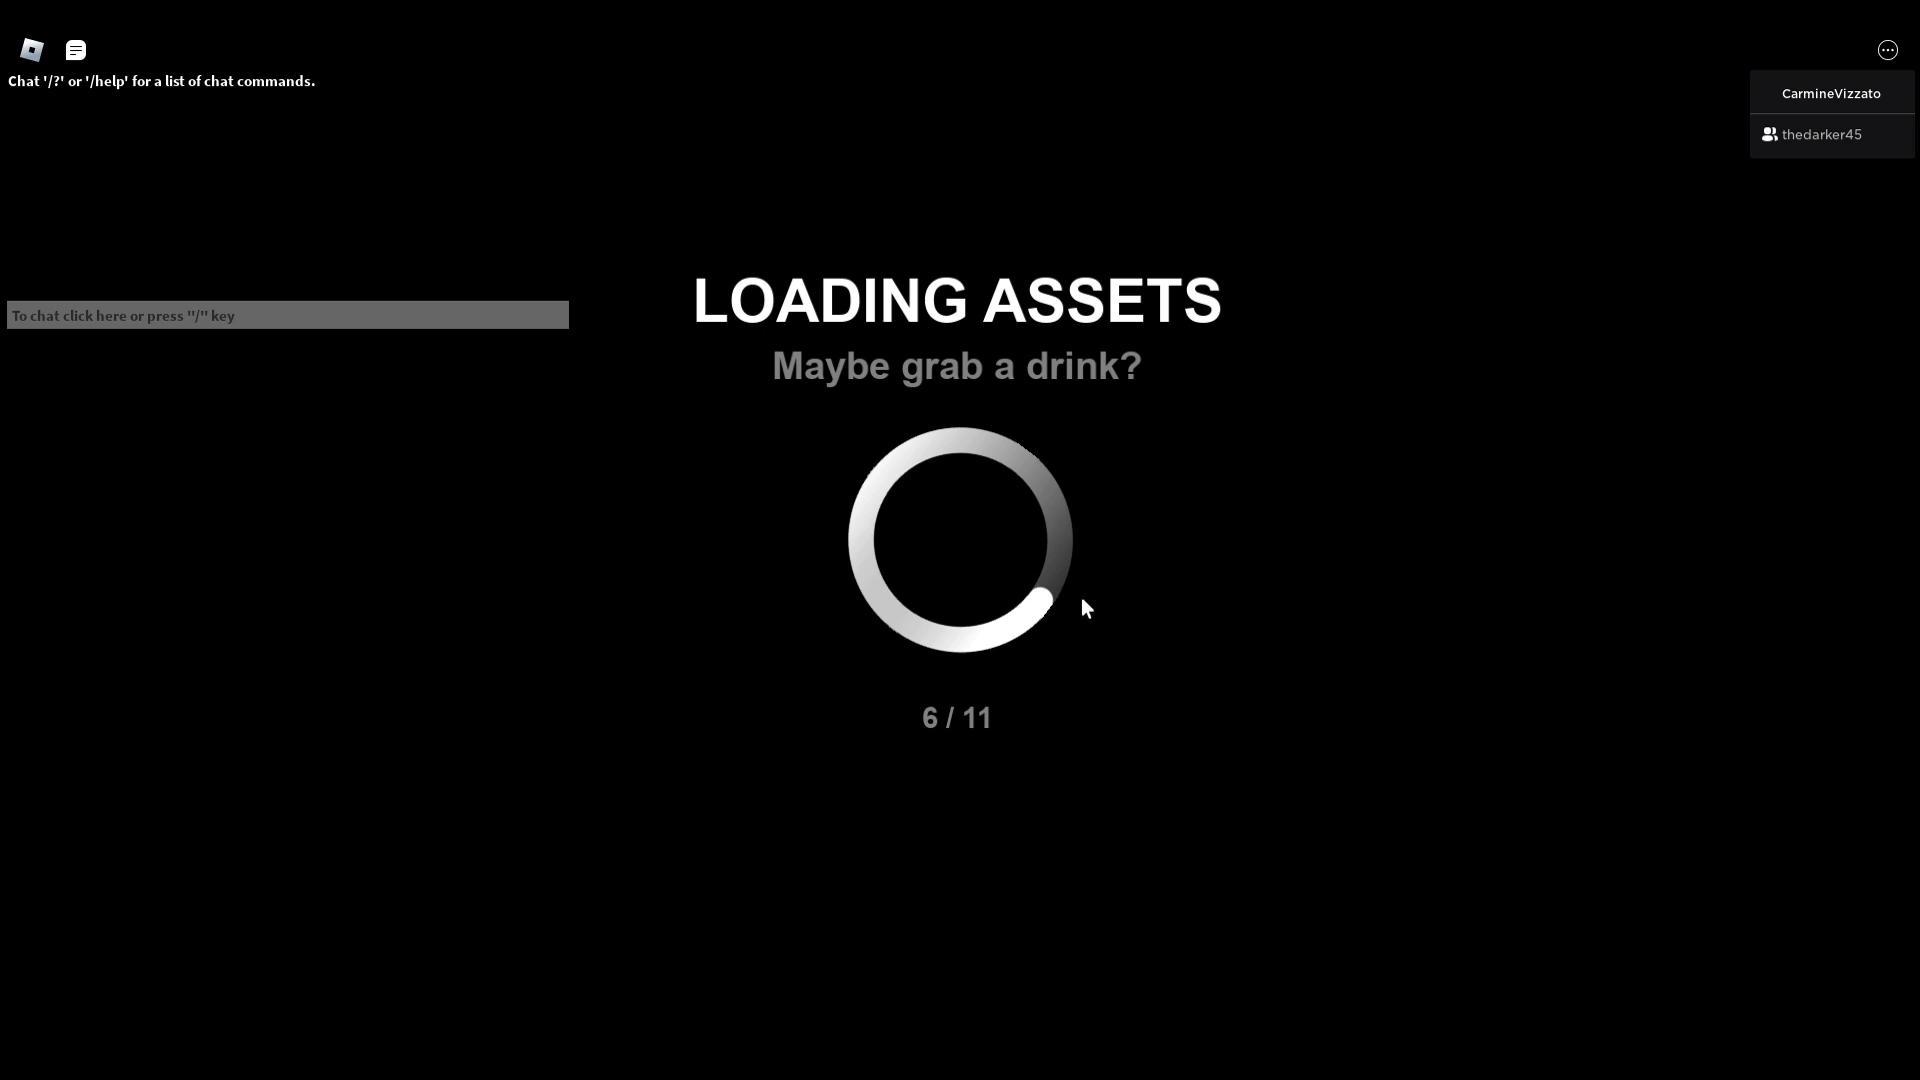 Chat '/?' or '/help' for a list of chat commands.
CarmineVizzato
thedarker45
To chat click here or press "/" key
LOADING ASSETS
Maybe grab a drink?
6 / 11